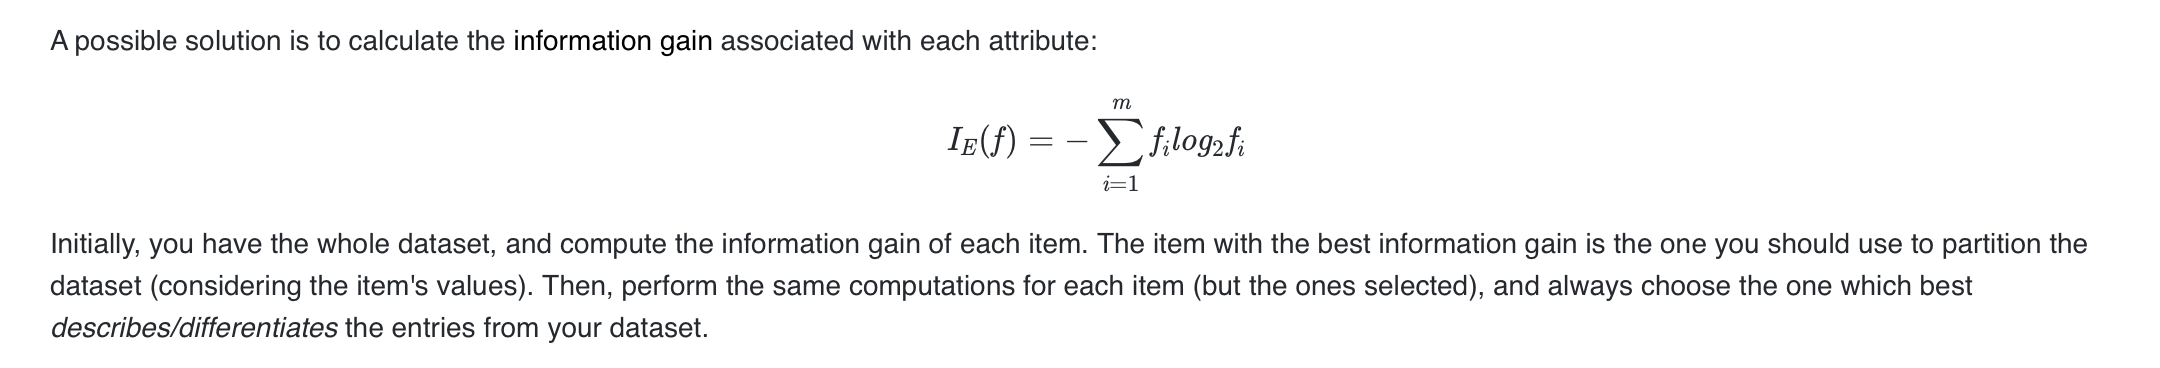 A possible solution is to calculate the information gain associated with each attribute:
I_E(f) = − ∑_{i=1}^{m} f_i log_2 f_i
Initially, you have the whole dataset, and compute the information gain of each item. The item with the best information gain is the one you should use to partition the
dataset (considering the item's values). Then, perform the same computations for each item (but the ones selected), and always choose the one which best
describes/differentiates the entries from your dataset.